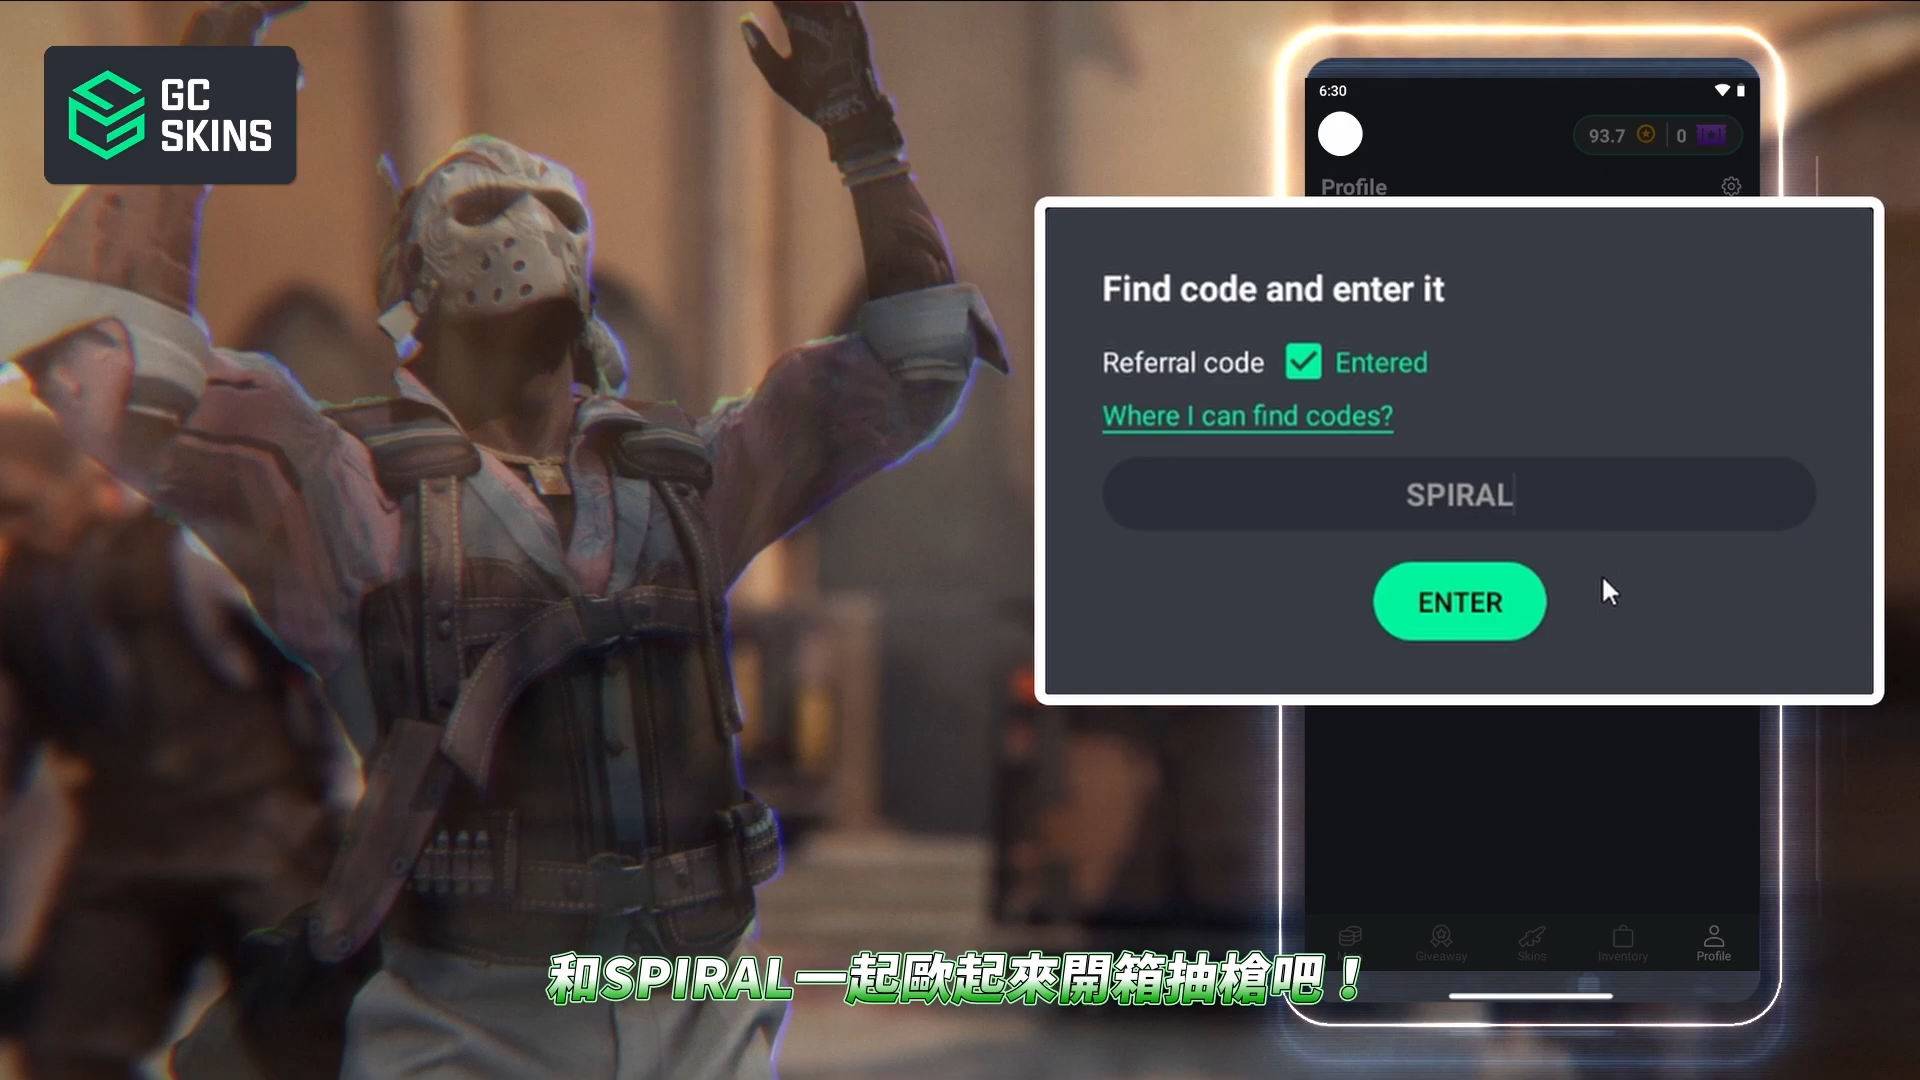 GC
SKINS
6:30
93.7
0
Profile
Find code and enter it
Referral code Entered
Where I can find codes?
SPIRAL
ENTER
Giveaway
Skins
Inventory
Profile
和SPIRAL一起歐起來開箱抽槍吧！